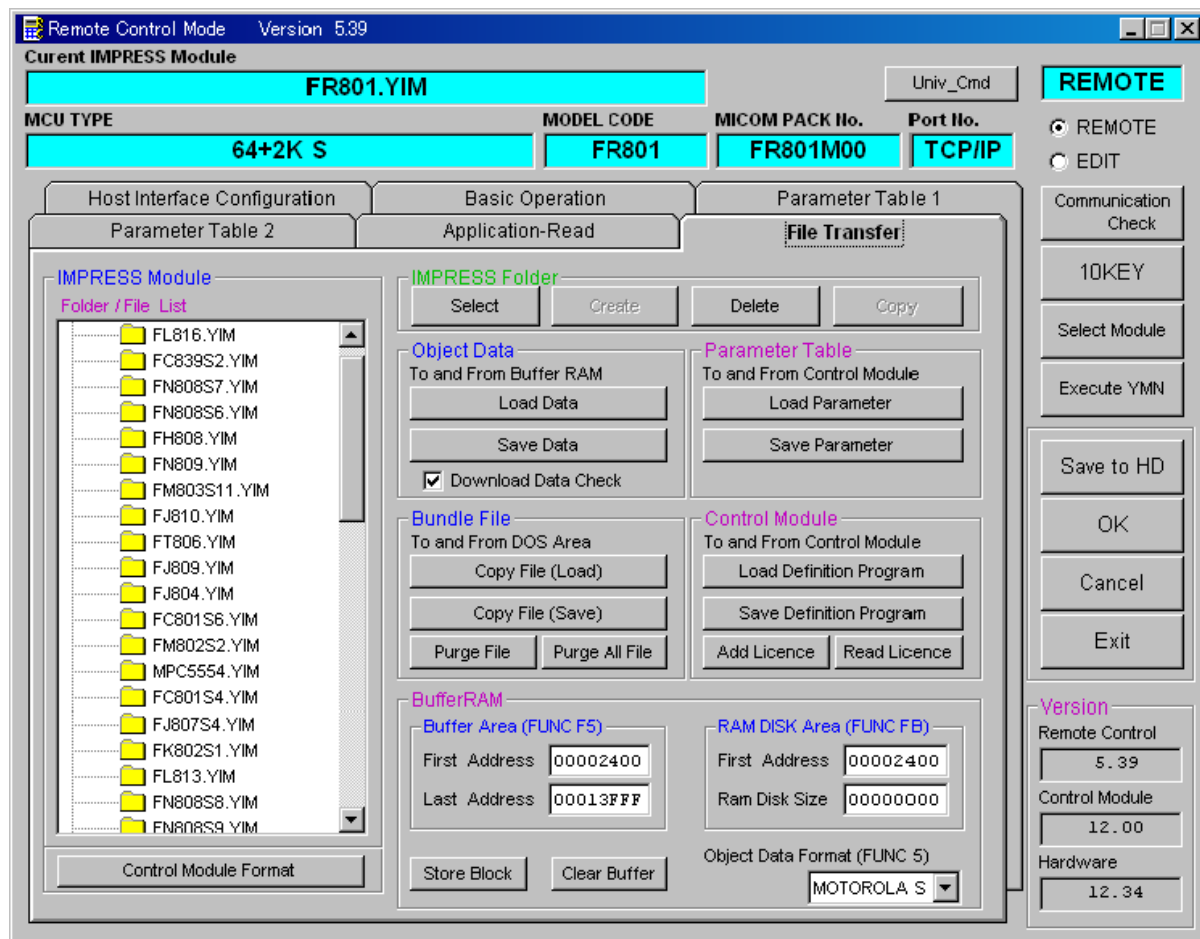 Remote Control Mode Version 5.39
Curent IMPRESS Module
FR801.YIM
Univ_Cmd
REMOTE
MCU TYPE MODEL CODE MICOM PACK No. Port No.
64+2K S FR801 FR801M00 TCP/IP
REMOTE
EDIT
Host Interface Configuration Basic Operation Parameter Table 1
Parameter Table 2 Application-Read File Transfer
Communication
Check
10KEY
Select Module
Execute YMN
Save to HD
OK
Cancel
Exit
IMPRESS Module
Folder / File List
FL816.YIM
FC839S2.YIM
FN808S7.YIM
FN808S6.YIM
FH808.YIM
FN809.YIM
FM803S11.YIM
FJ810.YIM
FT806.YIM
FJ809.YIM
FJ804.YIM
FC801S6.YIM
FM802S2.YIM
MPC5554.YIM
FC801S4.YIM
FJ807S4.YIM
FK802S1.YIM
FL813.YIM
FN808S8.YIM
FN808S9.YIM
Control Module Format
IMPRESS Folder
Select Create Delete Copy
Object Data
To and From Buffer RAM
Load Data
Save Data
Download Data Check
Parameter Table
To and From Control Module
Load Parameter
Save Parameter
Bundle File
To and From DOS Area
Copy File (Load)
Copy File (Save)
Purge File Purge All File
Control Module
To and From Control Module
Load Definition Program
Save Definition Program
Add Licence Read Licence
BufferRAM
Buffer Area (FUNC F5)
First Address 00002400
Last Address 00013FFF
RAM DISK Area (FUNC FB)
First Address 00002400
Ram Disk Size 00000000
Store Block Clear Buffer
Object Data Format (FUNC 5)
MOTOROLA S
Version
Remote Control
5.39
Control Module
12.00
Hardware
12.34